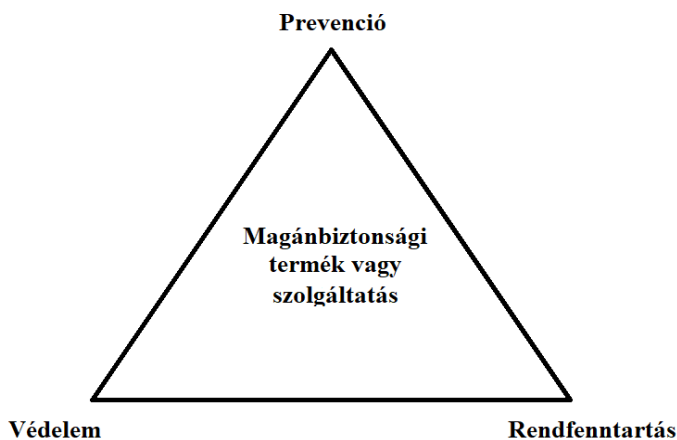 Prevenció
Magánbiztonsági
termék vagy
szolgáltatás
Védelem
Rendfenntartás